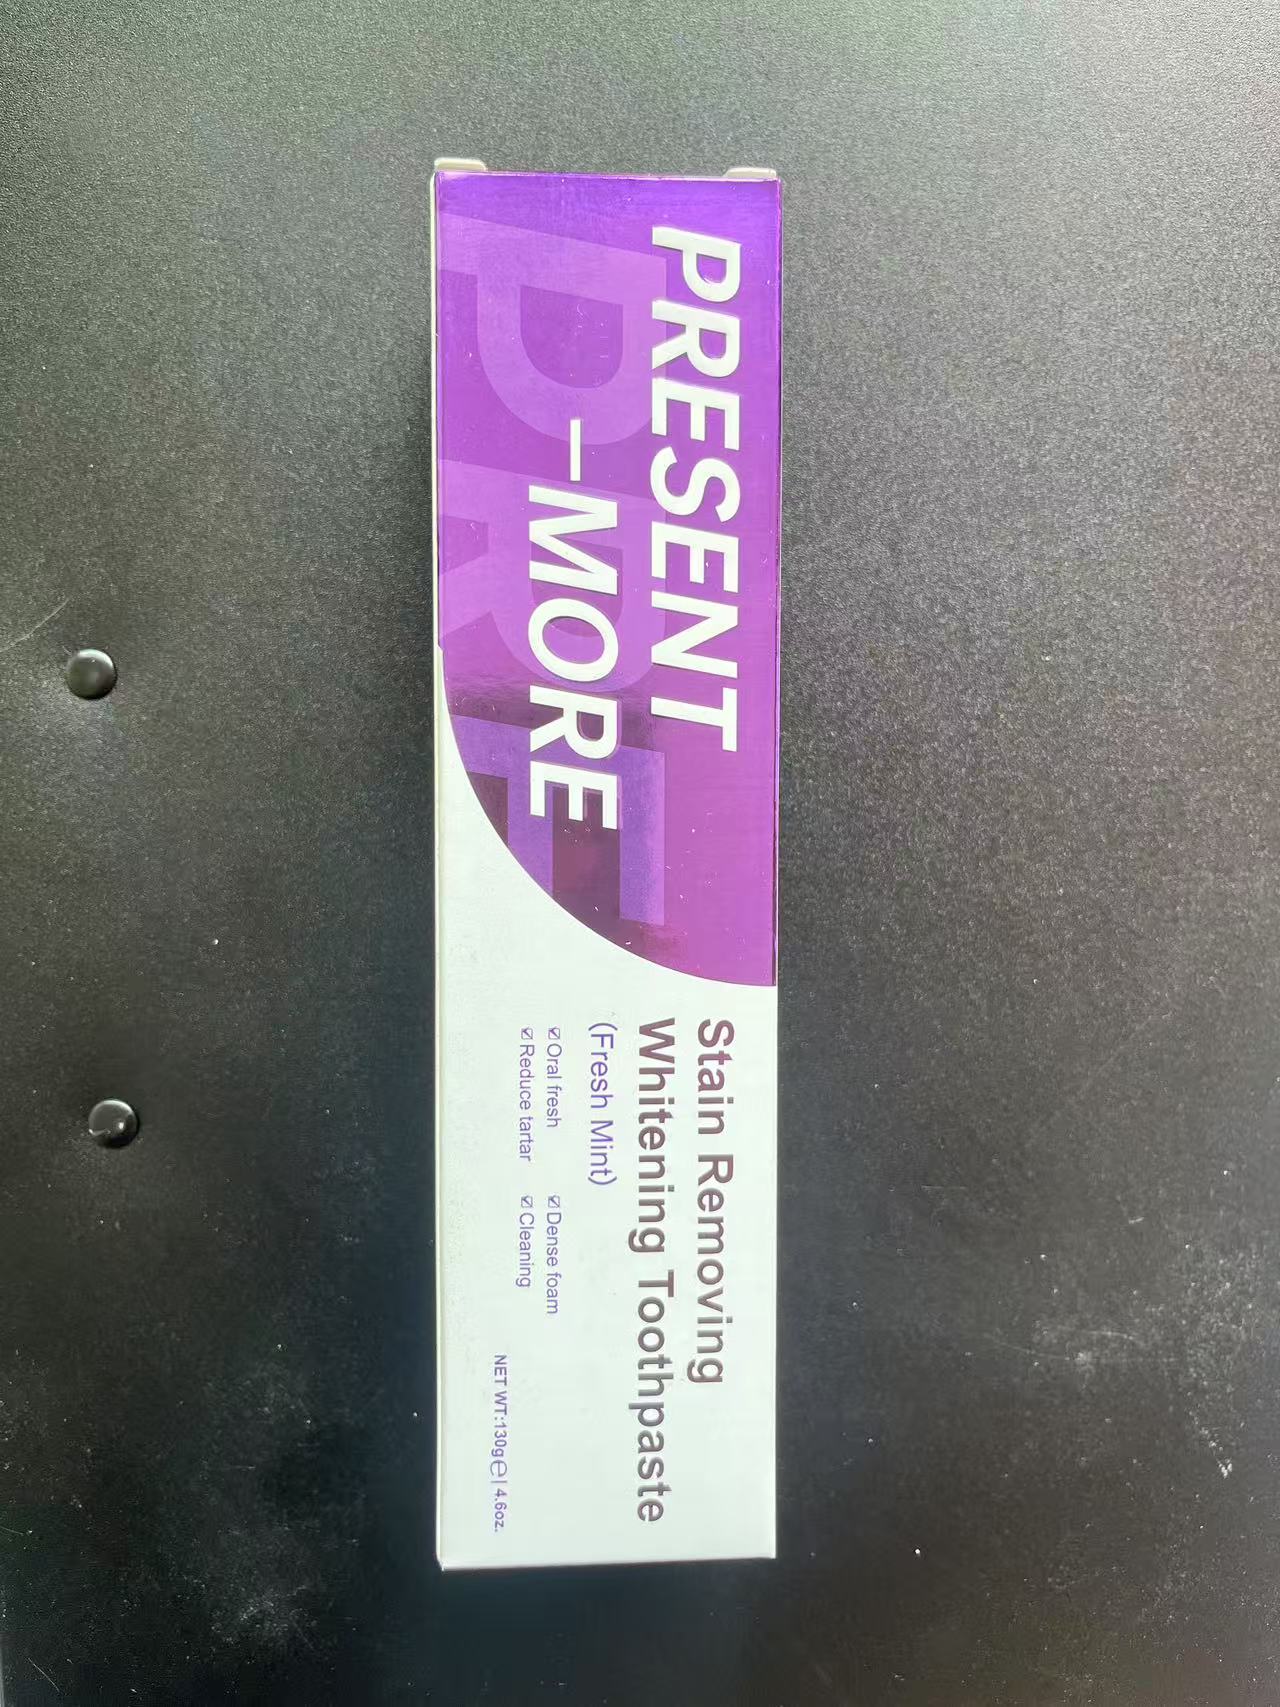 PRESENT
–MORE
PRE
Stain Removing
Whitening Toothpaste
(Fresh Mint)
☑Oral fresh ☑Dense foam
☑Reduce tartar ☑Cleaning
NET WT:130g℮| 4.6oz.